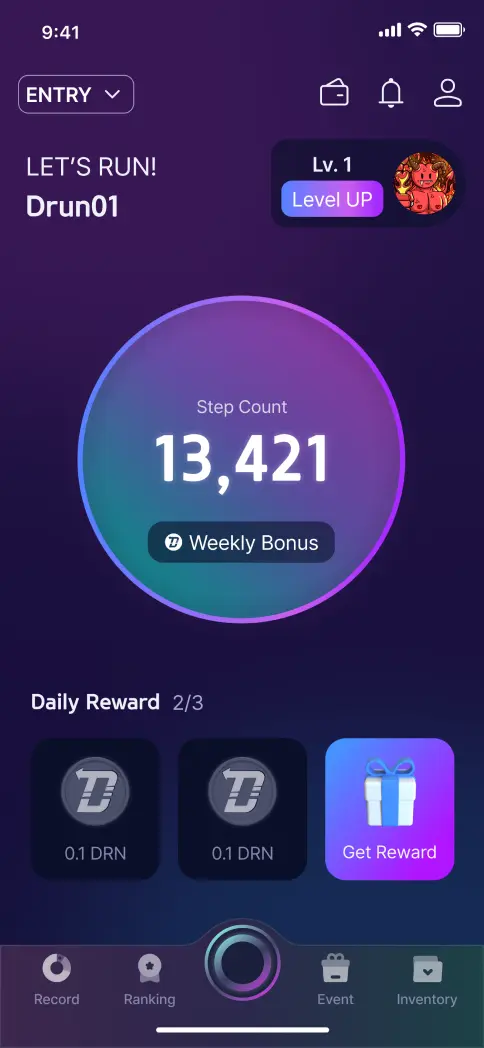 9:41
ENTRY
LET'S RUN!
Drun01
Lv. 1
Level UP
Step Count
13,421
Weekly Bonus
Daily Reward 2/3
0.1 DRN
0.1 DRN
Get Reward
Record
Ranking
Event
Inventory